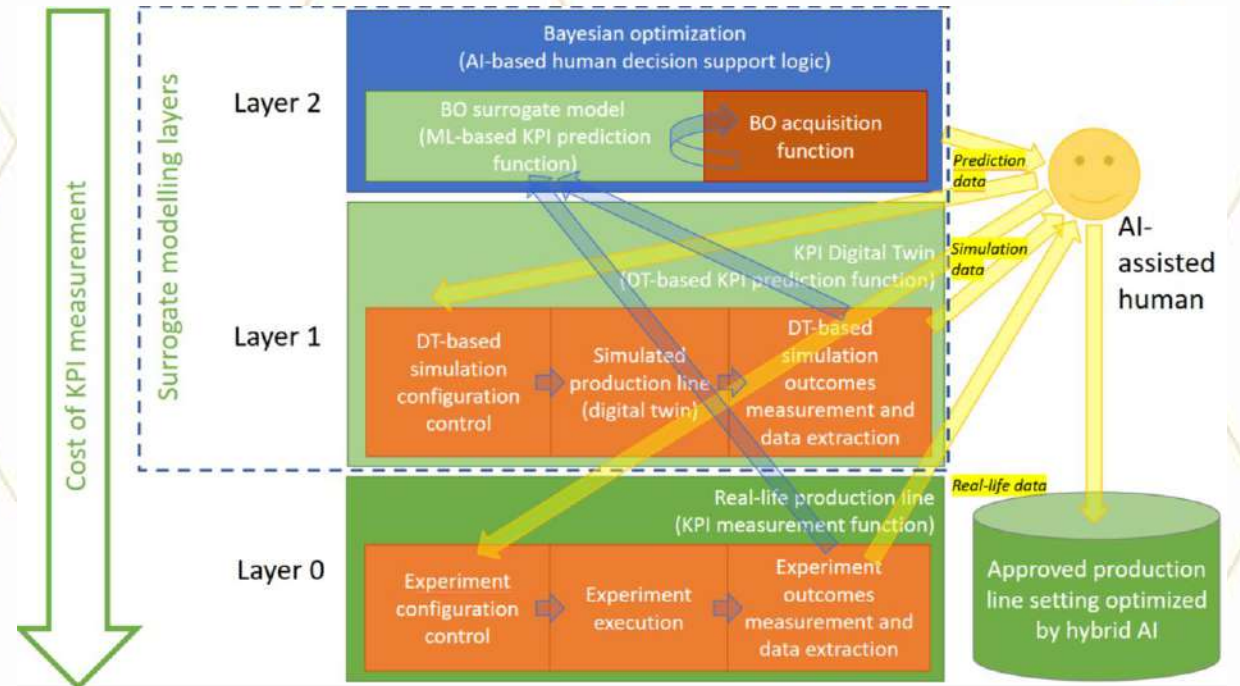 Cost of KPI measurement
Surrogate modelling layers
Layer 2
Bayesian optimization
(AI-based human decision support logic)
BO surrogate model
(ML-based KPI prediction
function)
BO acquisition
function
Prediction
data
Layer 1
KPI Digital Twin
(DT-based KPI prediction function)
DT-based
simulation
configuration
control
Simulated
production line
(digital twin)
DT-based
simulation
outcomes
measurement and
data extraction
Simulation
data
AI-
assisted
human
Layer 0
Real-life production line
(KPI measurement function)
Experiment
configuration
control
Experiment
execution
Experiment
outcomes
measurement and
data extraction
Real-life data
Approved production
line setting optimized
by hybrid AI